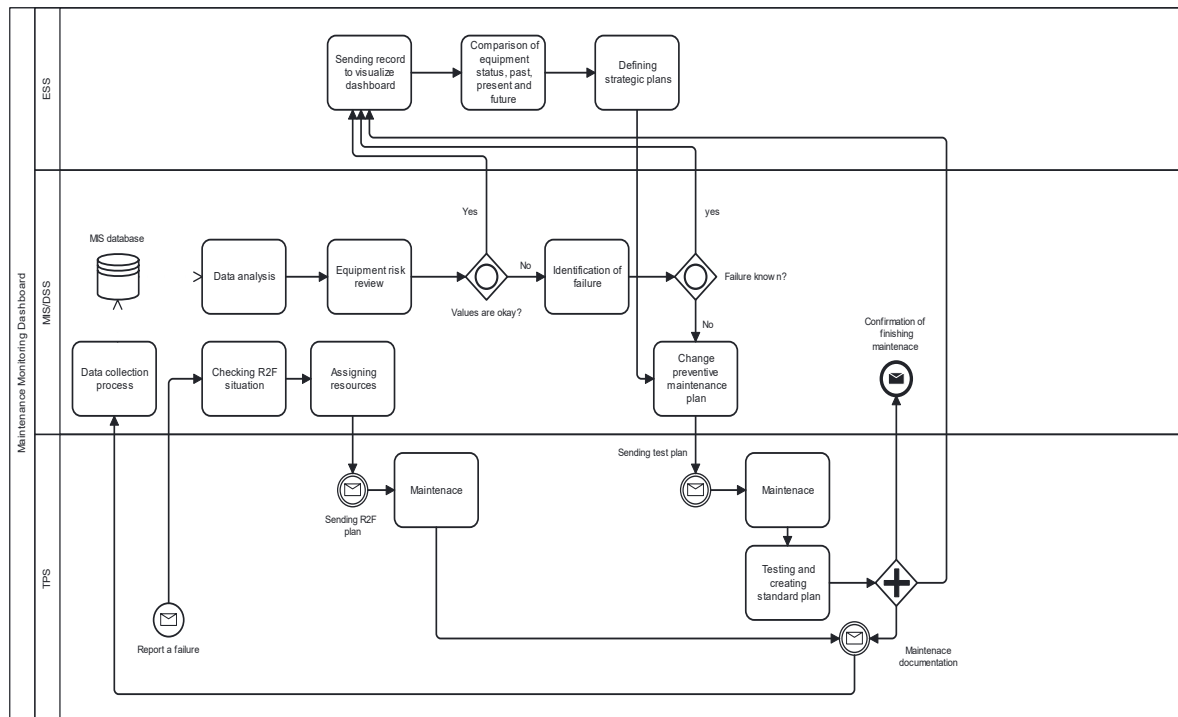 Maintenance Monitoring Dashboard
ESS
Sending record
to visualize
dashboard
Comparison of
equipment
status, past,
present and
future
Defining
strategic plans
MIS/DSS
MIS database
Data analysis
Equipment risk
review
Yes
Values are okay?
No
Identification of
failure
yes
Failure known?
No
Data collection
process
Checking R2F
situation
Assigning
resources
Change
preventive
maintenance
plan
Confirmation of
finishing
maintenace
TPS
Sending R2F
plan
Maintenace
Sending test plan
Maintenace
Testing and
creating
standard plan
Report a failure
Maintenace
documentation